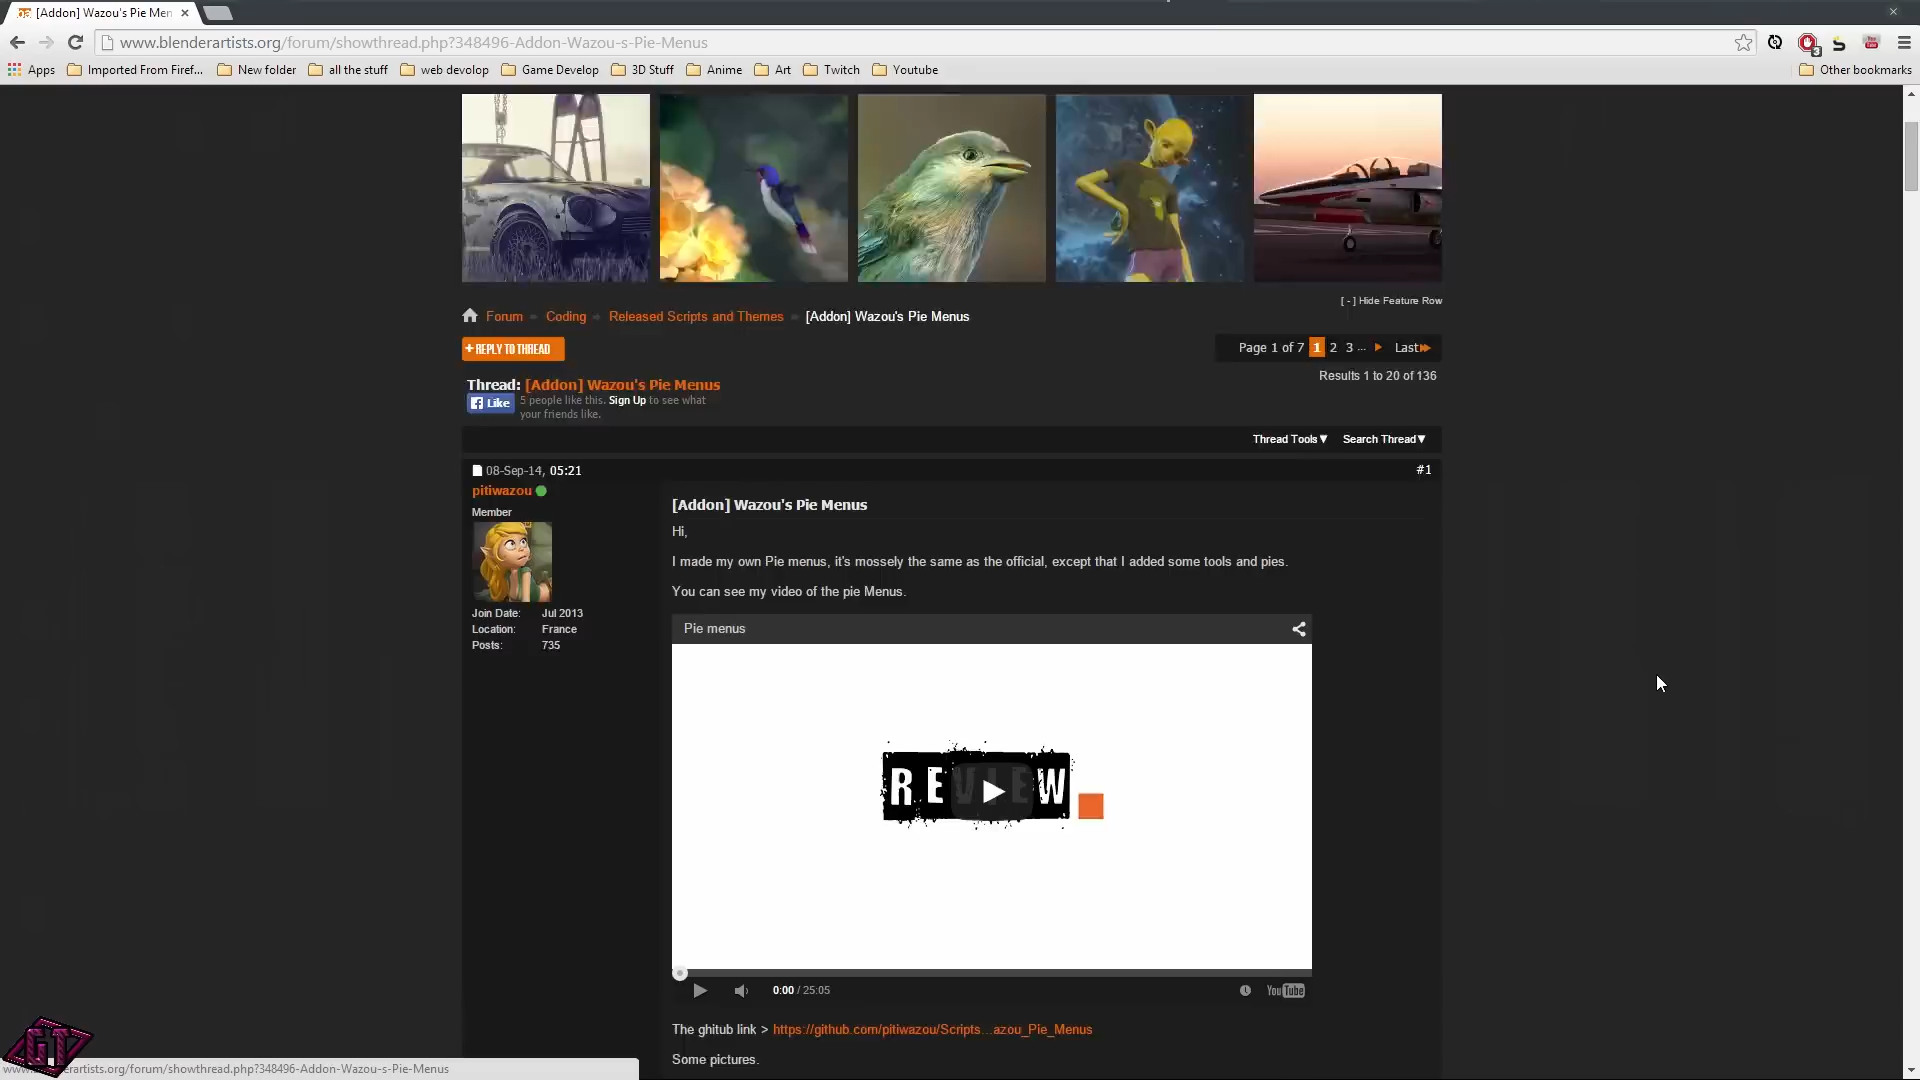 [Addon] Wazou's Pie Men
www.blenderartists.org/forum/showthread.php?348496-Addon-Wazou-s-Pie-Menus
Apps Imported From Firef... New folder all the stuff web devolop Game Develop 3D Stuff Anime Art Twitch Youtube Other bookmarks
[ - ] Hide Feature Row
Forum Coding Released Scripts and Themes [Addon] Wazou's Pie Menus
+ REPLY TO THREAD
Page 1 of 7 1 2 3 ... Last
Results 1 to 20 of 136
Thread: [Addon] Wazou's Pie Menus
Like 5 people like this. Sign Up to see what
your friends like.
Thread Tools Search Thread
08-Sep-14, 05:21 #1
pitiwazou
Member
Join Date: Jul 2013
Location: France
Posts: 735
[Addon] Wazou's Pie Menus
Hi,
I made my own Pie menus, it's mossely the same as the official, except that I added some tools and pies.
You can see my video of the pie Menus.
Pie menus
REVIEW
0:00 / 25:05
YouTube
The ghitub link > https://github.com/pitiwazou/Scripts...azou_Pie_Menus
Some pictures.
GT
erartists.org/forum/showthread.php?348496-Addon-Wazou-s-Pie-Menus